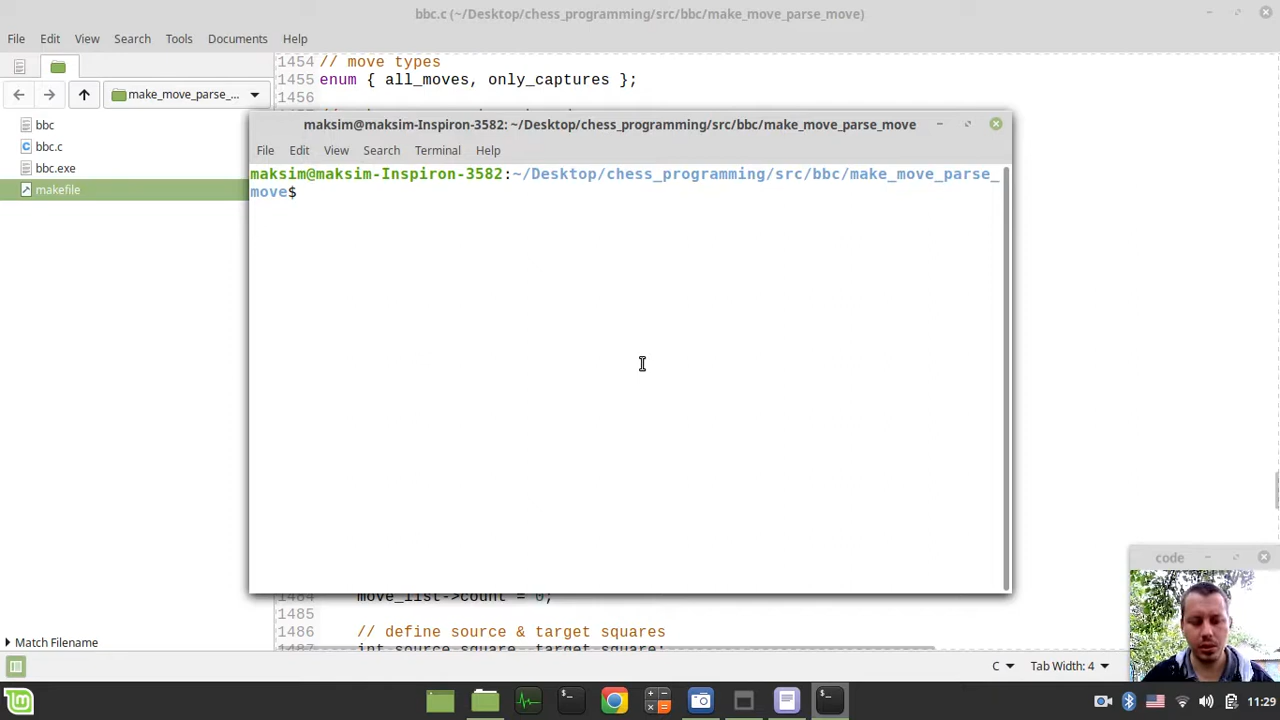 bbc.c (~/Desktop/chess_programming/src/bbc/make_move_parse_move)
File Edit View Search Tools Documents Help
make_move_parse_...
bbc
bbc.c
bbc.exe
makefile
Match Filename
1454 // move types
1455 enum { all_moves, only_captures };
1456
maksim@maksim-Inspiron-3582: ~/Desktop/chess_programming/src/bbc/make_move_parse_move
File Edit View Search Terminal Help
maksim@maksim-Inspiron-3582:~/Desktop/chess_programming/src/bbc/make_move_parse_
move$
move_list->count = 0;
1485
1486 // define source & target squares
int source_square, target_square;
code
C Tab Width: 4
11:29